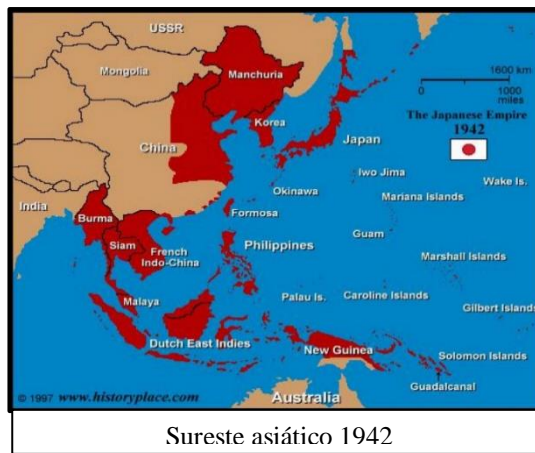 USSR
Mongolia
Manchuria
1600 km
1000
miles
The Japanese Empire
1942
Korea
Japan
China
Iwo Jima
Wake Is.
Okinawa
Mariana Islands
India
Burma
Formosa
Siam
French
Indo-China
Philippines
Guam
Marshall Islands
Malaya
Palau Is.
Caroline Islands
Gilbert Islands
Dutch East Indies
New Guinea
Solomon Islands
Guadalcanal
© 1997 www.historyplace.com
Australia
Sureste asiático 1942